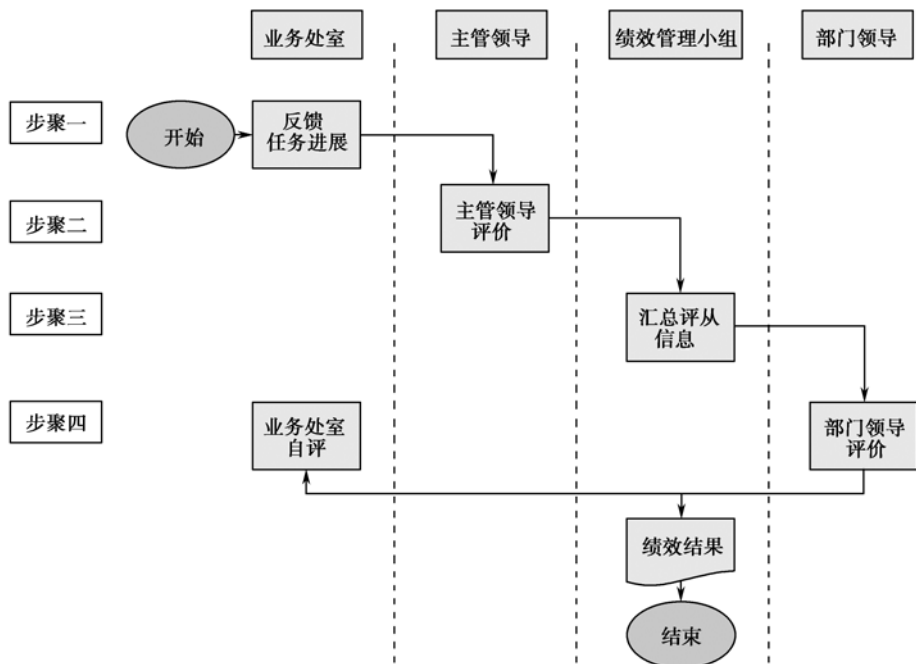 业务处室
主管领导
绩效管理小组
部门领导
步聚一
开始
反馈
任务进展
步聚二
主管领导
评价
步聚三
汇总评从
信息
步聚四
业务处室
自评
部门领导
评价
绩效结果
结束